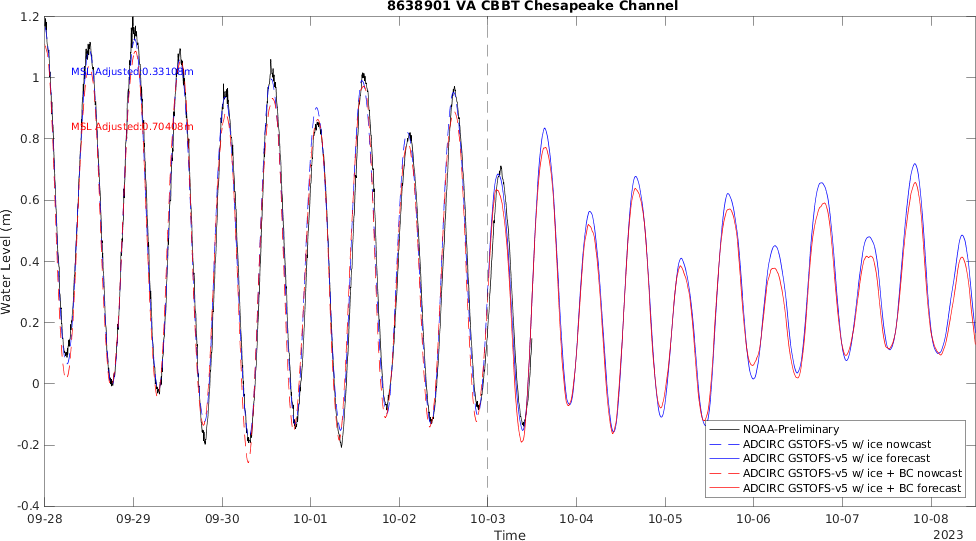 8638901 VA CBBT Chesapeake Channel
1.2
1
0.8
0.6
0.4
0.2
0
-0.2
-0.4
Water Level (m)
MSL Adjusted:0.33108m
MSL Adjusted:0.70408m
NOAA-Preliminary
ADCIRC GSTOFS-v5 w/ ice nowcast
ADCIRC GSTOFS-v5 w/ ice forecast
ADCIRC GSTOFS-v5 w/ ice + BC nowcast
ADCIRC GSTOFS-v5 w/ ice + BC forecast
09-28 09-29 09-30 10-01 10-02 10-03 10-04 10-05 10-06 10-07 10-08
Time
2023